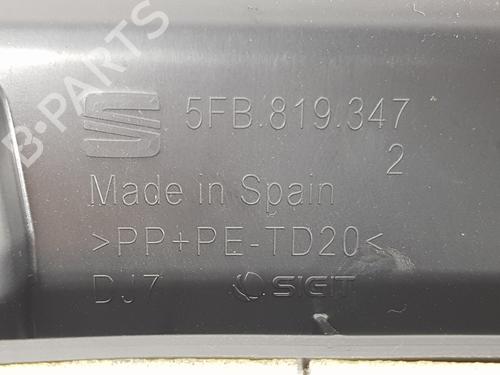 B-PARTS
5FB.819.347
2
Made in Spain
>PP+PE-TD20<
DJ7 SIGIT